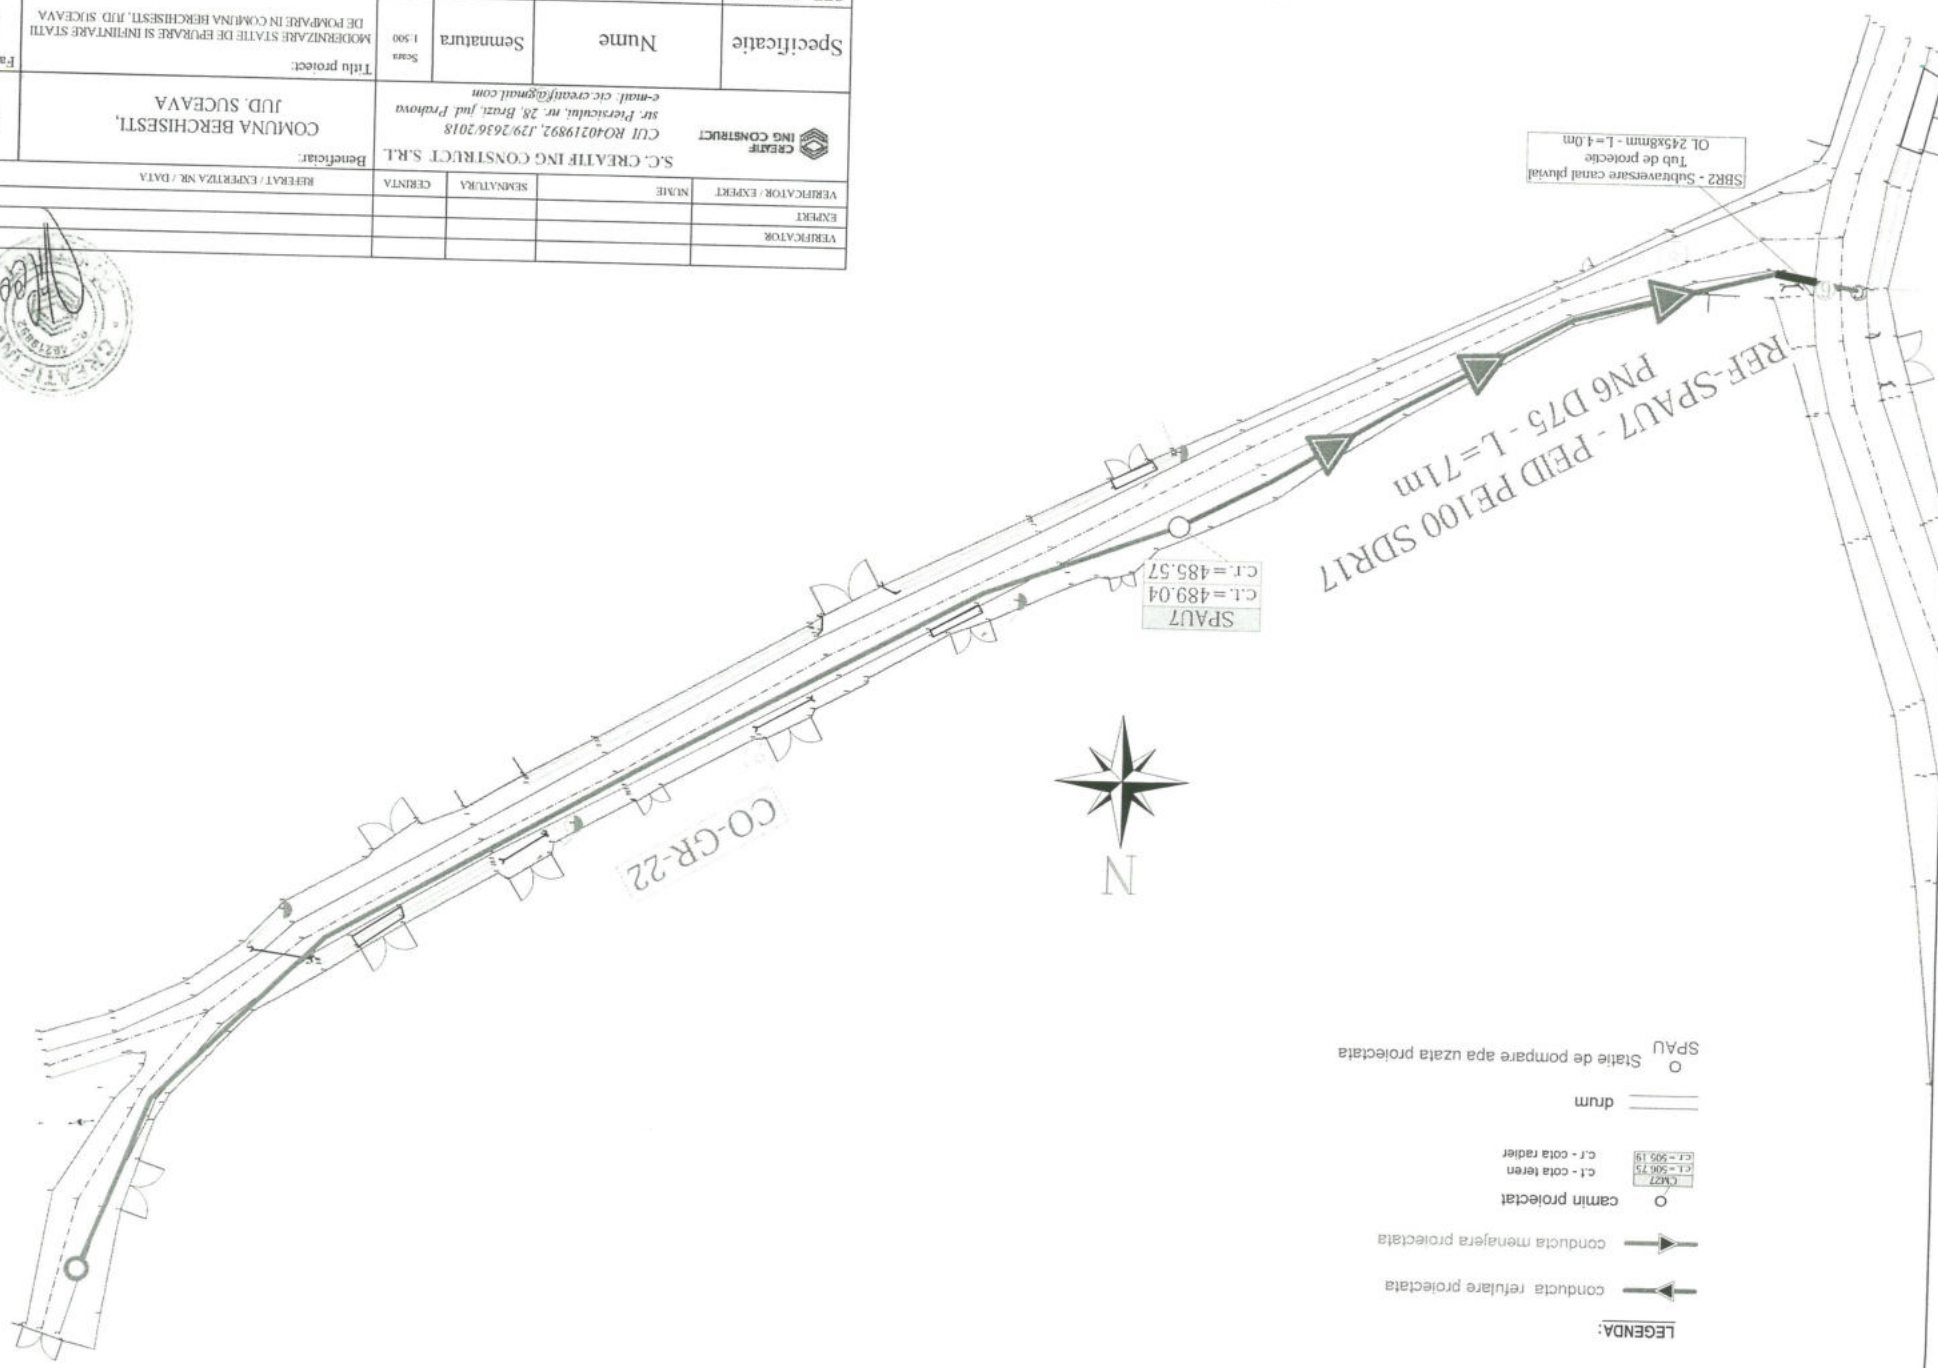 LEGENDA:
conducta refulare proiectata
conducta menajera proiectata
camin proiectat
CM27
c.t. = 506.75
c.r. = 505.19
c.t - cota teren
c.r - cota radier
drum
SPAU
Statie de pompare apa uzata proiectata
N
CO-GR-22
SPAU7
c.t. = 489.04
c.r. = 485.57
REF-SPAU7 - PEID PE100 SDR17
PN6 D75 - L=71m
SBR2 - Subtraversare canal pluvial
Tub de protectie
OL 245x8mm - L=4.0m
VERIFICATOR
EXPERT
VERIFICATOR / EXPERT
NUME
SEMNATURA
CERINTA
REFERAT / EXPERTIZA NR. / DATA
CREATIF
ING CONSTRUCT
S.C. CREATIF ING CONSTRUCT S.R.L
CUI RO40219892, J29/2636/2018
str. Piersicului, nr. 28, Brazi, jud. Prahova
e-mail: cic.creatif@gmail.com
Beneficiar:
COMUNA BERCHISESTI,
JUD. SUCEAVA
Specificatie
Nume
Semnatura
Scara
1:500
Titlu proiect:
MODERNIZARE STATIE DE EPURARE SI INFIINTARE STATII
DE POMPARE IN COMUNA BERCHISESTI, JUD SUCEAVA